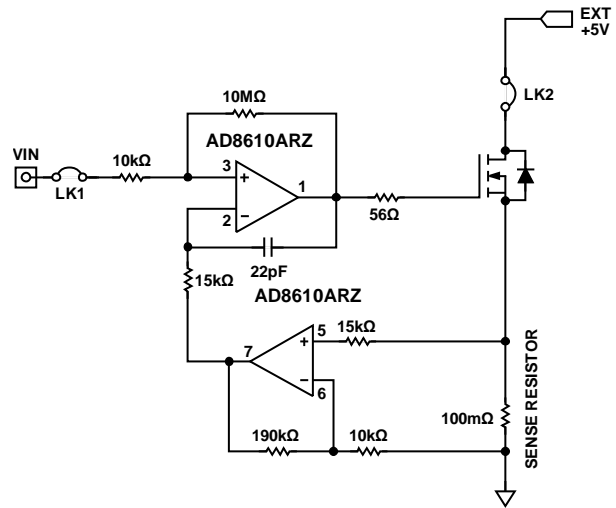 EXT
+5V
LK2
10MΩ
AD8610ARZ
VIN
LK1
10kΩ
3
+
1
−
2
56Ω
22pF
15kΩ
AD8610ARZ
7
5
15kΩ
+
−
6
190kΩ
10kΩ
100mΩ
SENSE RESISTOR